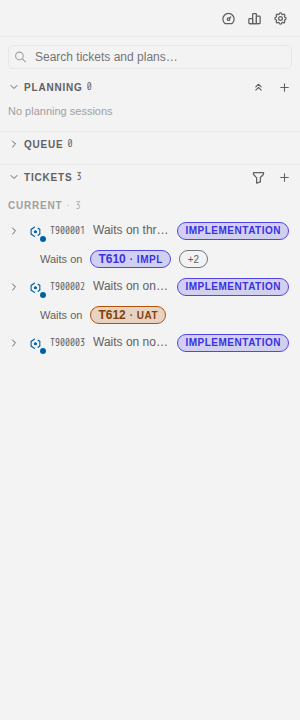 Search tickets and plans…
PLANNING 0
No planning sessions
QUEUE 0
TICKETS 3
CURRENT · 3
T900001 Waits on thr… IMPLEMENTATION
Waits on T610 · IMPL +2
T900002 Waits on on… IMPLEMENTATION
Waits on T612 · UAT
T900003 Waits on no… IMPLEMENTATION